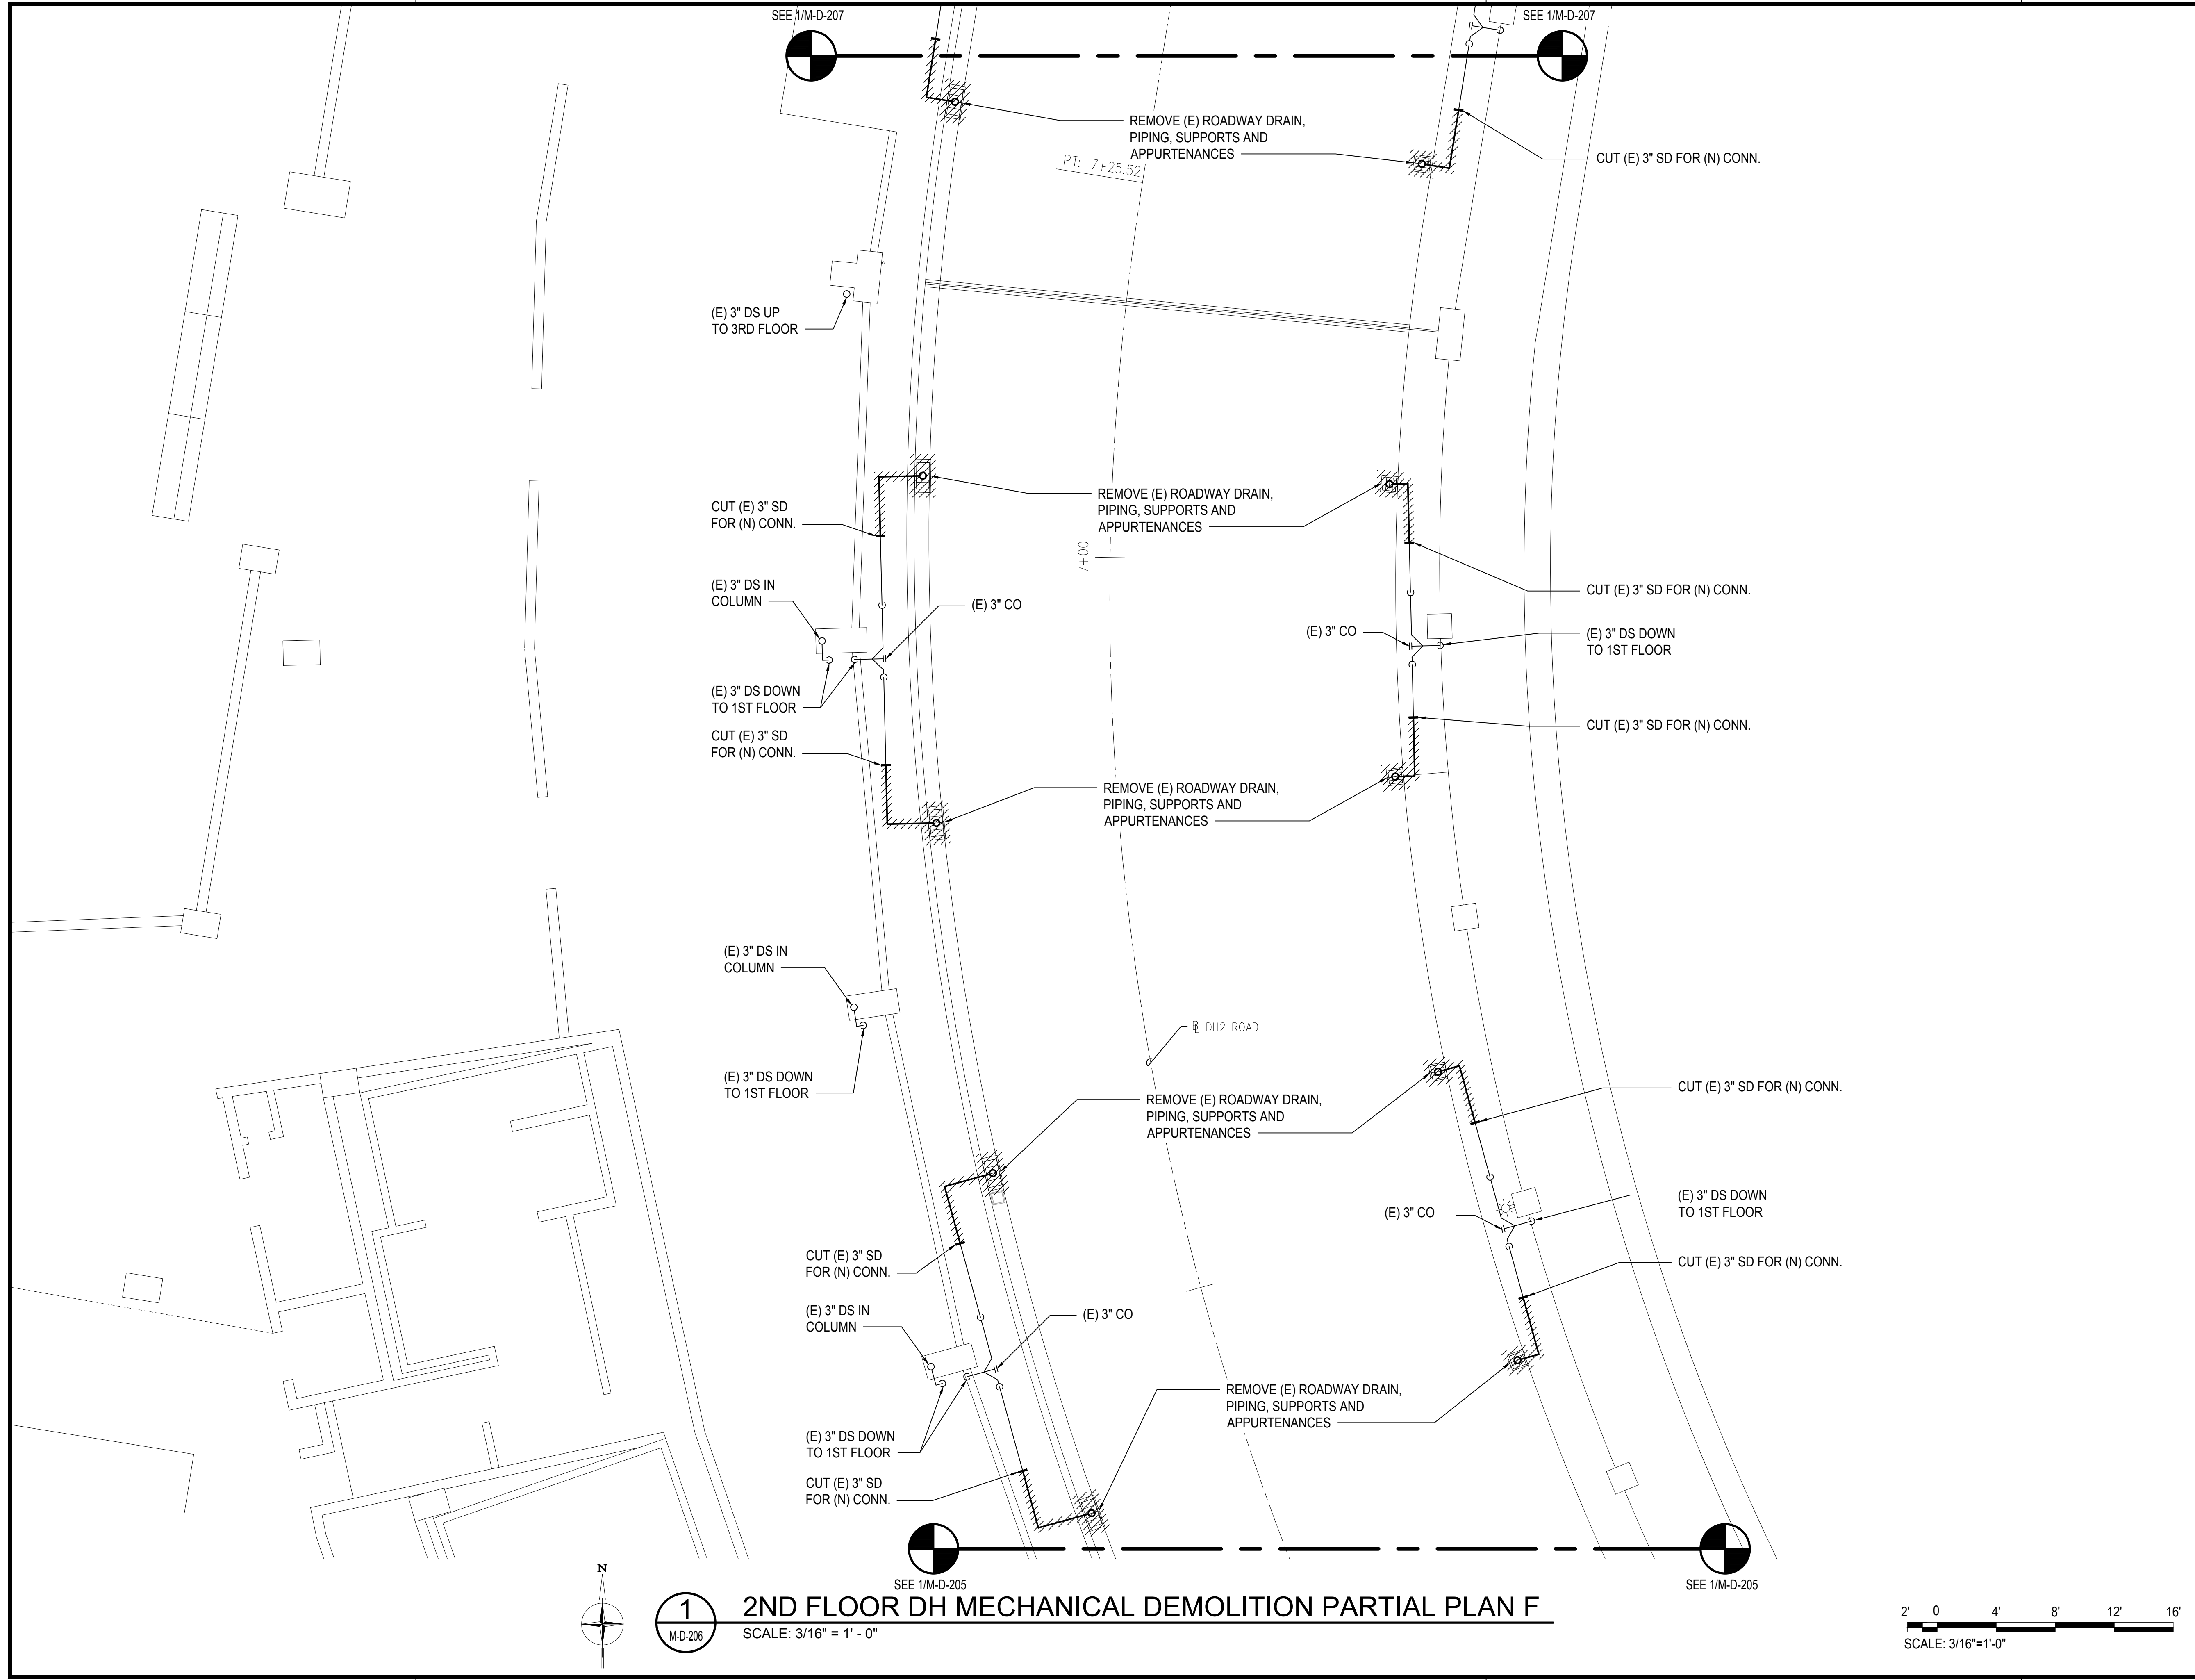 SEE 1/M-D-207
SEE 1/M-D-207
REMOVE (E) ROADWAY DRAIN,
PIPING, SUPPORTS AND
APPURTENANCES
CUT (E) 3" SD FOR (N) CONN.
PT: 7+25.52
(E) 3" DS UP
TO 3RD FLOOR
REMOVE (E) ROADWAY DRAIN,
PIPING, SUPPORTS AND
APPURTENANCES
CUT (E) 3" SD
FOR (N) CONN.
7+00
(E) 3" DS IN
COLUMN
(E) 3" CO
CUT (E) 3" SD FOR (N) CONN.
(E) 3" CO
(E) 3" DS DOWN
TO 1ST FLOOR
(E) 3" DS DOWN
TO 1ST FLOOR
CUT (E) 3" SD FOR (N) CONN.
CUT (E) 3" SD
FOR (N) CONN.
REMOVE (E) ROADWAY DRAIN,
PIPING, SUPPORTS AND
APPURTENANCES
(E) 3" DS IN
COLUMN
DH2 ROAD
(E) 3" DS DOWN
TO 1ST FLOOR
REMOVE (E) ROADWAY DRAIN,
PIPING, SUPPORTS AND
APPURTENANCES
CUT (E) 3" SD FOR (N) CONN.
(E) 3" CO
(E) 3" DS DOWN
TO 1ST FLOOR
CUT (E) 3" SD
FOR (N) CONN.
CUT (E) 3" SD FOR (N) CONN.
(E) 3" DS IN
COLUMN
(E) 3" CO
REMOVE (E) ROADWAY DRAIN,
PIPING, SUPPORTS AND
APPURTENANCES
(E) 3" DS DOWN
TO 1ST FLOOR
CUT (E) 3" SD
FOR (N) CONN.
SEE 1/M-D-205
SEE 1/M-D-205
N
1
M-D-206
2ND FLOOR DH MECHANICAL DEMOLITION PARTIAL PLAN F
SCALE: 3/16" = 1' - 0"
2' 0 4' 8' 12' 16'
SCALE: 3/16"=1'-0"